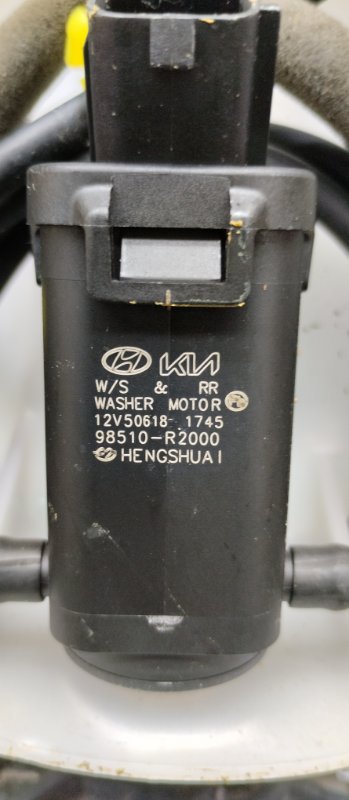 KIA
W/S & RR
WASHER MOTOR
12V50618 1745
98510-R2000
HENGSHUAI